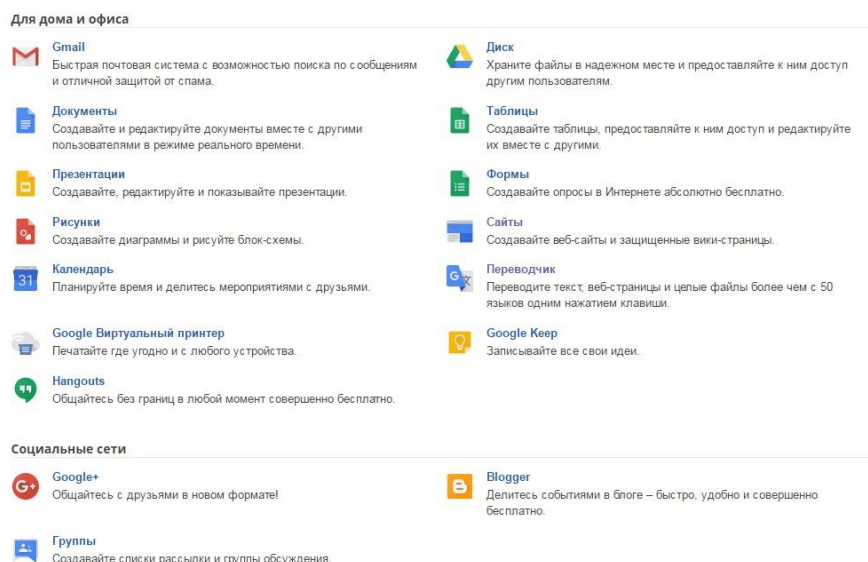 Для дома и офиса
Gmail
Быстрая почтовая система с возможностью поиска по сообщениям
и отличной защитой от спама.
Диск
Храните файлы в надежном месте и предоставляйте к ним доступ
другим пользователям.
Документы
Создавайте и редактируйте документы вместе с другими
пользователями в режиме реального времени.
Таблицы
Создавайте таблицы, предоставляйте к ним доступ и редактируйте
их вместе с другими.
Презентации
Создавайте, редактируйте и показывайте презентации.
Формы
Создавайте опросы в Интернете абсолютно бесплатно.
Рисунки
Создавайте диаграммы и рисуйте блок-схемы.
Сайты
Создавайте веб-сайты и защищенные вики-страницы.
31
Календарь
Планируйте время и делитесь мероприятиями с друзьями.
G 文
Переводчик
Переводите текст, веб-страницы и целые файлы более чем с 50
языков одним нажатием клавиши.
Google Виртуальный принтер
Печатайте где угодно и с любого устройства.
Google Keep
Записывайте все свои идеи.
Hangouts
Общайтесь без границ в любой момент совершенно бесплатно.
Социальные сети
G+
Google+
Общайтесь с друзьями в новом формате!
Blogger
Делитесь событиями в блоге – быстро, удобно и совершенно
бесплатно.
Группы
Создавайте списки рассылки и группы обсуждения.